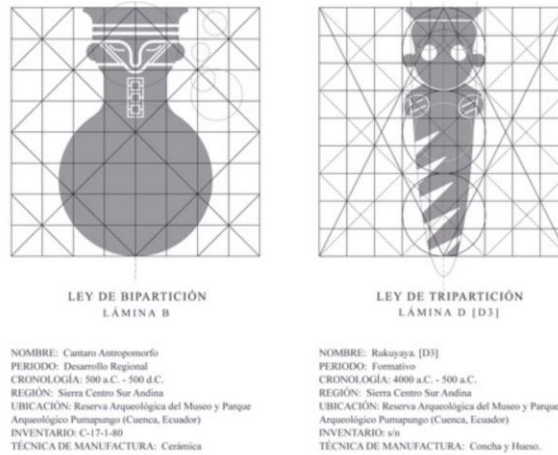 LEY DE BIPARTICIÓN
LÁMINA B
NOMBRE: Cantaro Antropomorfo
PERIODO: Desarrollo Regional
CRONOLOGÍA: 500 a.C. - 500 d.C.
REGIÓN: Sierra Centro Sur Andina
UBICACIÓN: Reserva Arqueológica del Museo y Parque
Arqueológico Pumapungo (Cuenca, Ecuador)
INVENTARIO: C-17-1-80
TÉCNICA DE MANUFACTURA: Cerámica
LEY DE TRIPARTICIÓN
LÁMINA D [D3]
NOMBRE: Rukuyaya. [D3]
PERIODO: Formativo
CRONOLOGÍA: 4000 a.C. - 500 a.C.
REGIÓN: Sierra Centro Sur Andina
UBICACIÓN: Reserva Arqueológica del Museo y Parque
Arqueológico Pumapungo (Cuenca, Ecuador)
INVENTARIO: s/n
TÉCNICA DE MANUFACTURA: Concha y Hueso.